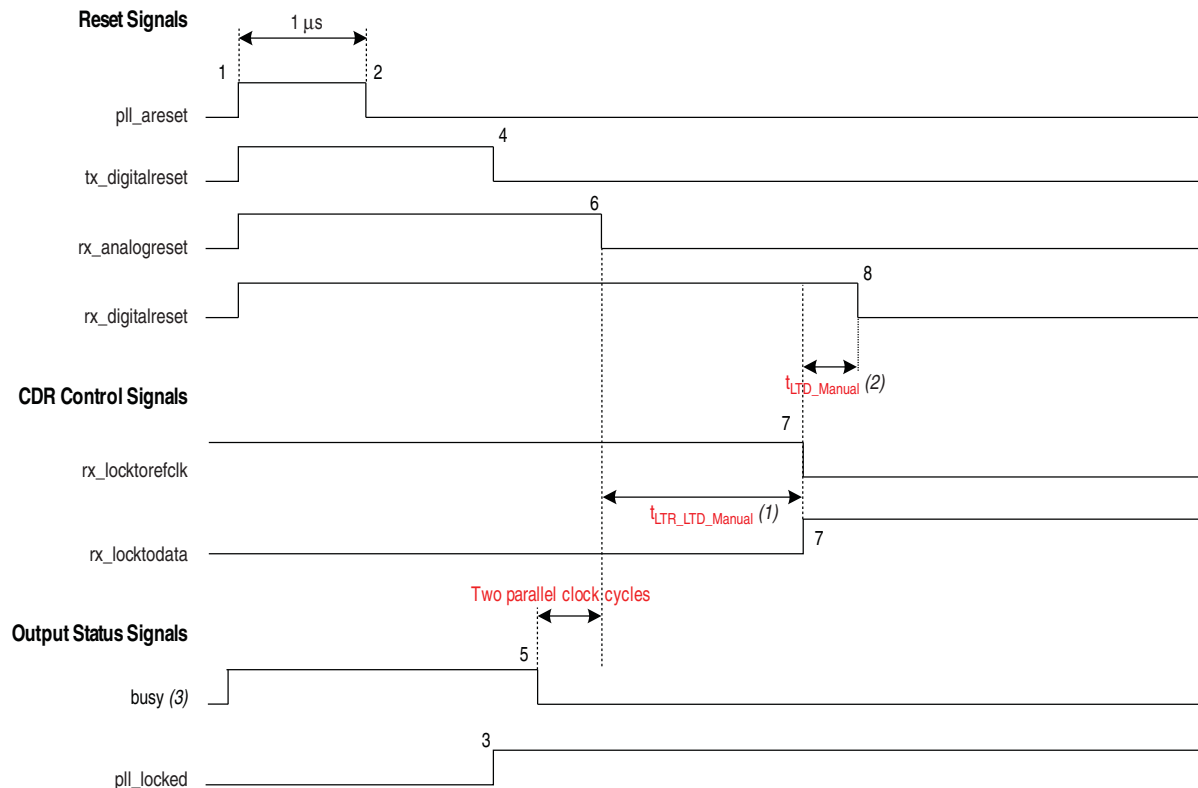 Reset Signals
1 μs
1
2
pll_areset
4
tx_digitalreset
6
rx_analogreset
8
rx_digitalreset
tLTD_Manual (2)
CDR Control Signals
7
rx_locktorefclk
tLTR_LTD_Manual (1)
7
rx_locktodata
Two parallel clock cycles
Output Status Signals
5
busy (3)
3
pll_locked